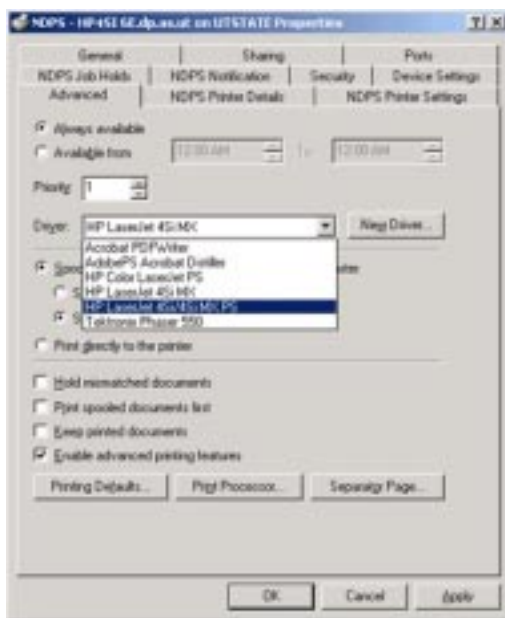 NDPS - HP4SI 6E.dp.as.ut on UTSTATE Properties
General Sharing Ports
NDPS Job Holds NDPS Notification Security Device Settings
Advanced NDPS Printer Details NDPS Printer Settings
Always available
Available from 12:00 AM To 12:00 AM
Priority: 1
Driver: HP LaserJet 4Si MX New Driver...
Acrobat PDFWriter
AdobePS Acrobat Distiller
HP Color LaserJet PS
HP LaserJet 4Si MX
HP LaserJet 4Si/4Si MX PS
Tektronix Phaser 550
Print directly to the printer
Hold mismatched documents
Print spooled documents first
Keep printed documents
Enable advanced printing features
Printing Defaults... Print Processor... Separator Page...
OK Cancel Apply